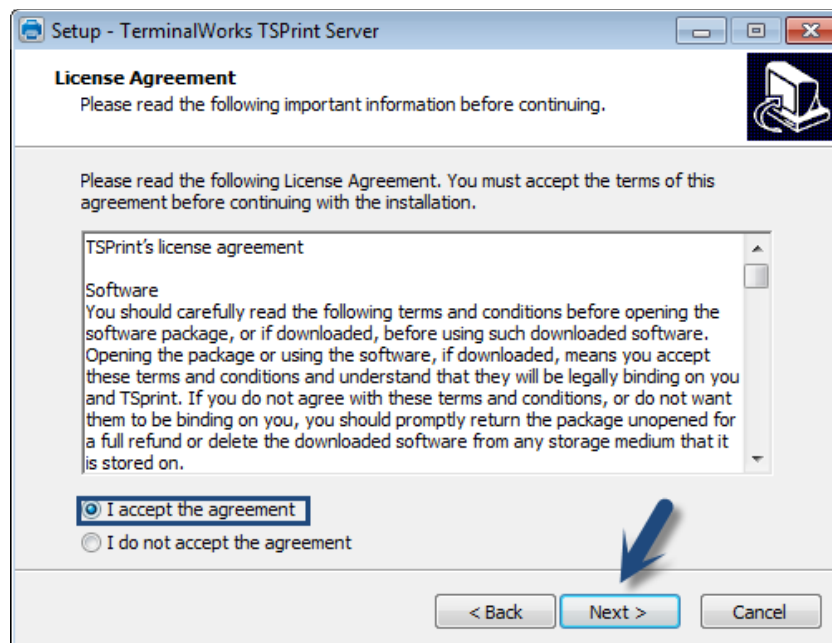 Setup - TerminalWorks TSPrint Server
License Agreement
Please read the following important information before continuing.
Please read the following License Agreement. You must accept the terms of this
agreement before continuing with the installation.
TSPrint's license agreement
Software
You should carefully read the following terms and conditions before opening the
software package, or if downloaded, before using such downloaded software.
Opening the package or using the software, if downloaded, means you accept
these terms and conditions and understand that they will be legally binding on you
and TSprint. If you do not agree with these terms and conditions, or do not want
them to be binding on you, you should promptly return the package unopened for
a full refund or delete the downloaded software from any storage medium that it
is stored on.
I accept the agreement
I do not accept the agreement
< Back Next > Cancel